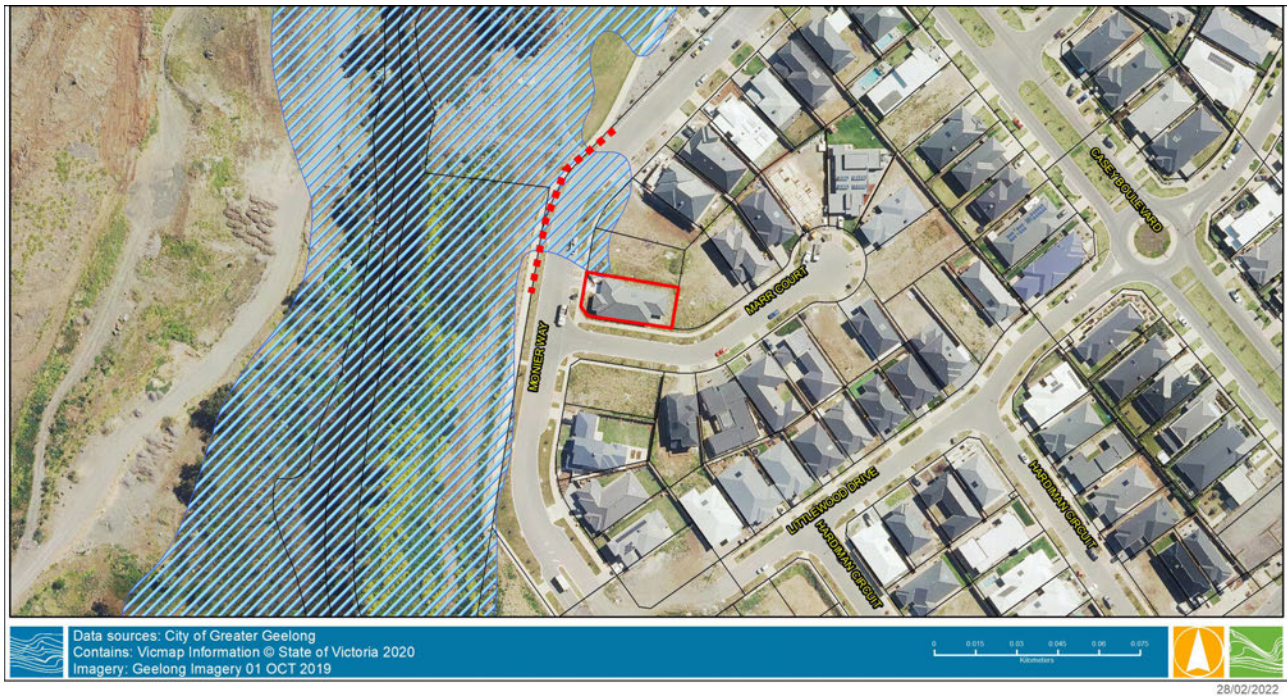 CASEY BOULEVARD
MARR COURT
MONIER WAY
LITTLEWOOD DRIVE
HARDIMAN CIRCUIT
HARDIMAN CIRCUIT
Data sources: City of Greater Geelong
Contains: Vicmap Information © State of Victoria 2020
Imagery: Geelong Imagery 01 OCT 2019
0 0.015 0.03 0.045 0.06 0.075
Kilometers
28/02/2022